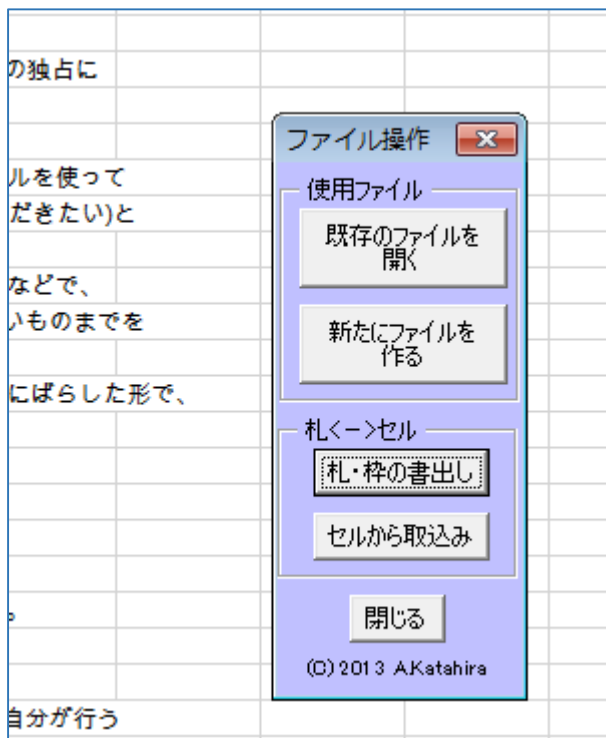 の独占に
ルを使って
だきたい)と
などで、
いものまでを
にばらした形で、
自分が行う
ファイル操作
使用ファイル
既存のファイルを
開く
新たにファイルを
作る
札<ー>セル
札・枠の書出し
セルから取込み
閉じる
(C) 2013 A.Katahira